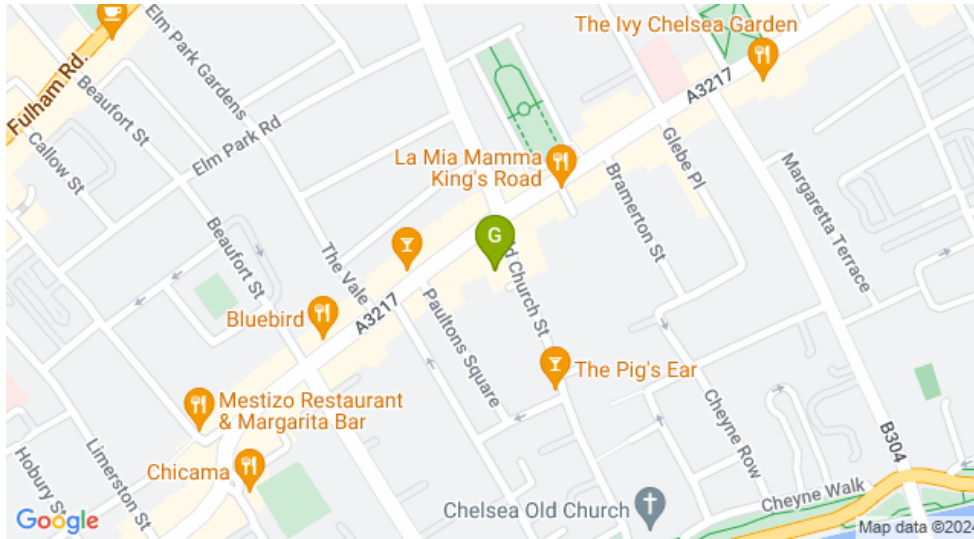 The Ivy Chelsea Garden
Elm Park Gardens
Fulham Rd.
Beaufort St
A3217
Callow St
Elm Park Rd
Glebe Pl
La Mia Mamma
King's Road
Bramerton St
Margaretta Terrace
G
Church St
Beaufort St
The Vale
A3217
Bluebird
Paultons Square
The Pig's Ear
Mestizo Restaurant
& Margarita Bar
Cheyne Row
B304
Limerston St
Hobury St
Chicama
Cheyne Walk
Chelsea Old Church
Google
Map data ©2024